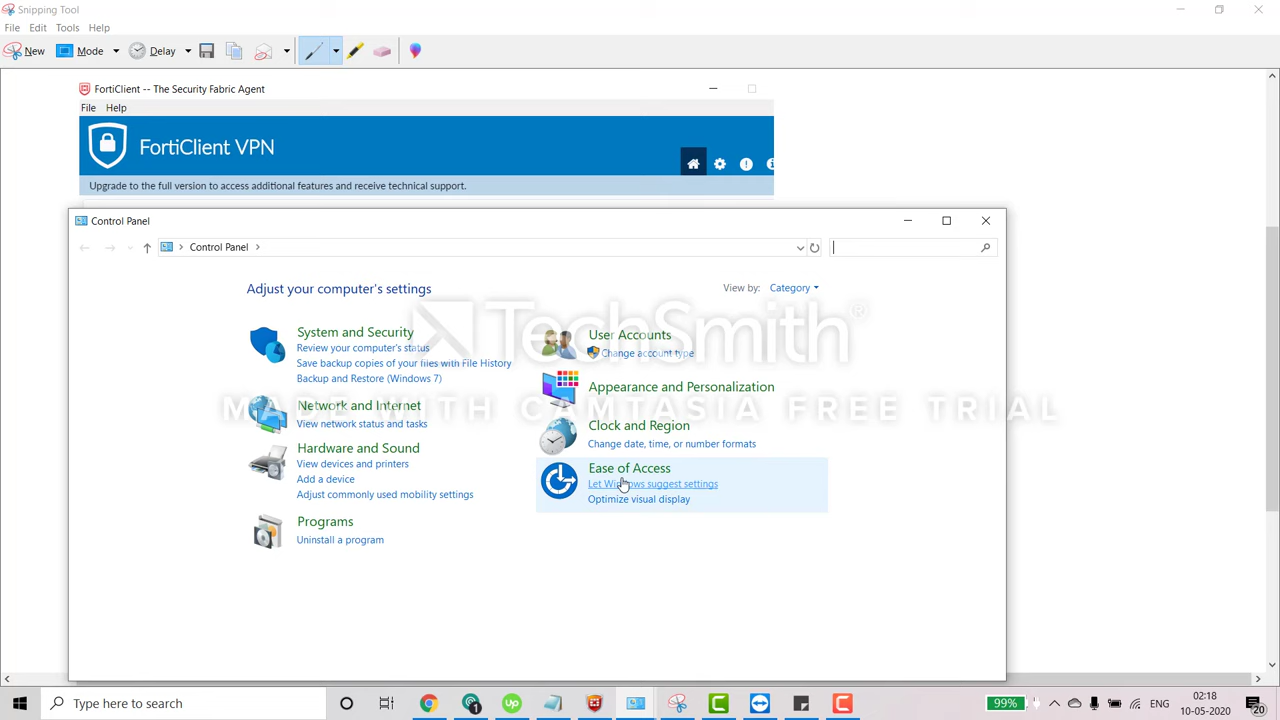 Snipping Tool
File Edit Tools Help
New Mode Delay
FortiClient -- The Security Fabric Agent
File Help
FortiClient VPN
Upgrade to the full version to access additional features and receive technical support.
Control Panel
Control Panel
Adjust your computer's settings
View by: Category
System and Security
Review your computer's status
Save backup copies of your files with File History
Backup and Restore (Windows 7)
Network and Internet
View network status and tasks
Hardware and Sound
View devices and printers
Add a device
Adjust commonly used mobility settings
Programs
Uninstall a program
User Accounts
Change account type
Appearance and Personalization
Clock and Region
Change date, time, or number formats
Ease of Access
Let Windows suggest settings
Optimize visual display
TechSmith®
MADE WITH CAMTASIA FREE TRIAL
Type here to search
Up
1
99%
ENG
02:18
10-05-2020
20